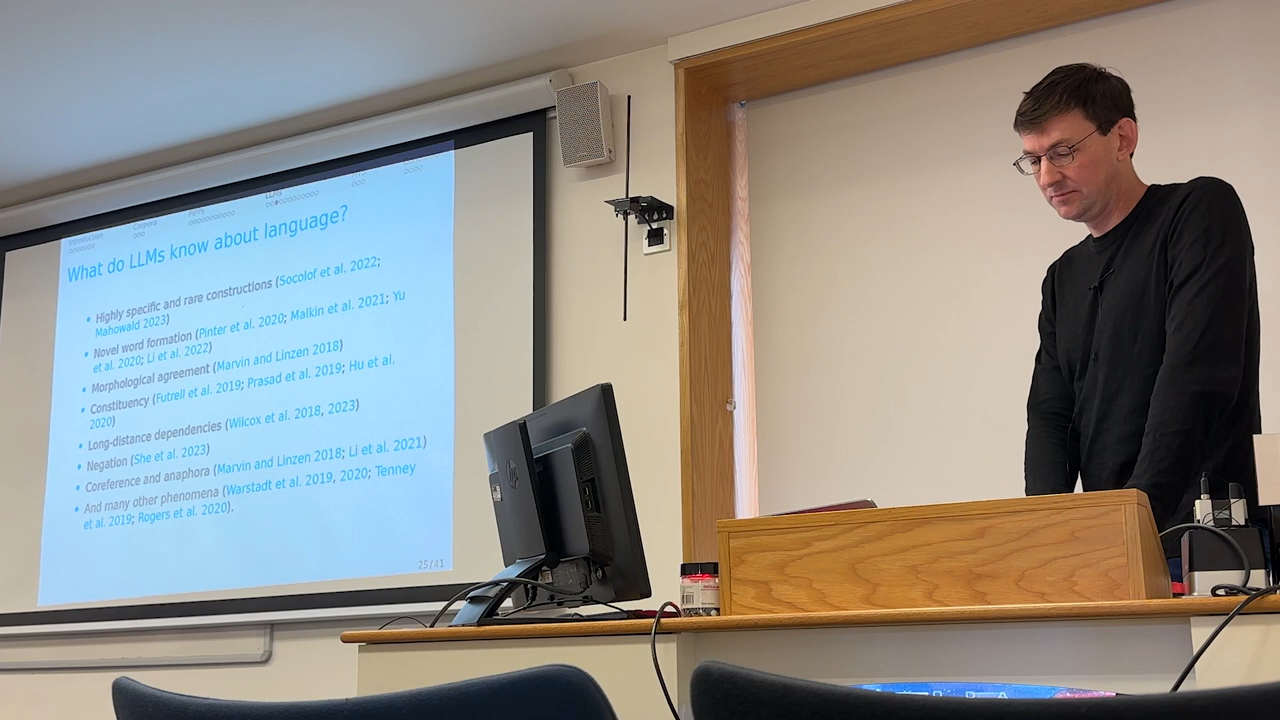 Introduction
Corpora
PiPPs
LLMs
What do LLMs know about language?
• Highly specific and rare constructions (Socolof et al. 2022;
Mahowald 2023)
• Novel word formation (Pinter et al. 2020; Malkin et al. 2021; Yu
et al. 2020; Li et al. 2022)
• Morphological agreement (Marvin and Linzen 2018)
• Constituency (Futrell et al. 2019; Prasad et al. 2019; Hu et al.
2020)
• Long-distance dependencies (Wilcox et al. 2018, 2023)
• Negation (She et al. 2023)
• Coreference and anaphora (Marvin and Linzen 2018; Li et al. 2021)
• And many other phenomena (Warstadt et al. 2019, 2020; Tenney
et al. 2019; Rogers et al. 2020).
25/41
hp